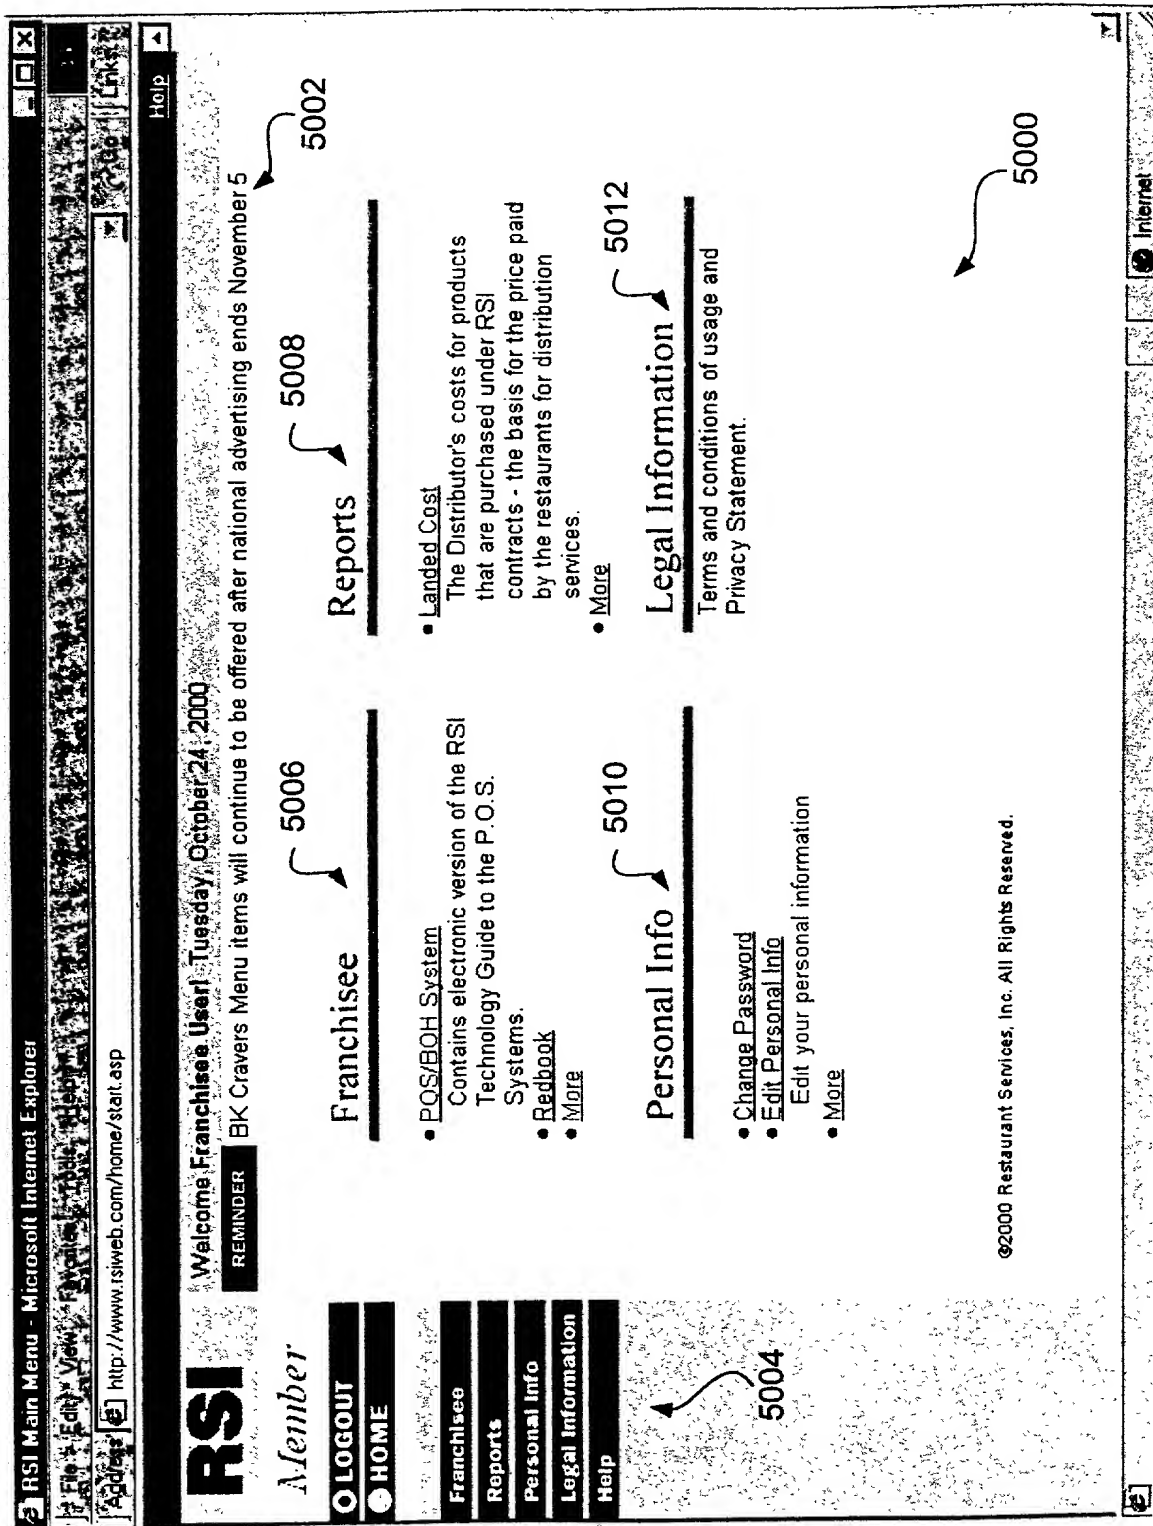 RSI Main Menu - Microsoft Internet Explorer
File Edit View Favorites Tools Help
Address http://www.rsiweb.com/home/start.asp Go Links
Help
RSI
Welcome Franchisee User! Tuesday, October 24, 2000
REMINDER BK Cravers Menu items will continue to be offered after national advertising ends November 5
5002
Member
LOGOUT
HOME
Franchisee
Reports
Personal Info
Legal Information
Help
5004
Franchisee
5006
• POS/BOH System
Contains electronic version of the RSI
Technology Guide to the P.O.S.
Systems.
• Redbook
• More
Reports
5008
• Landed Cost
The Distributor's costs for products
that are purchased under RSI
contracts - the basis for the price paid
by the restaurants for distribution
services.
• More
Personal Info
5010
• Change Password
• Edit Personal Info
Edit your personal information
• More
Legal Information
5012
Terms and conditions of usage and
Privacy Statement.
5000
©2000 Restaurant Services, Inc. All Rights Reserved.
Internet